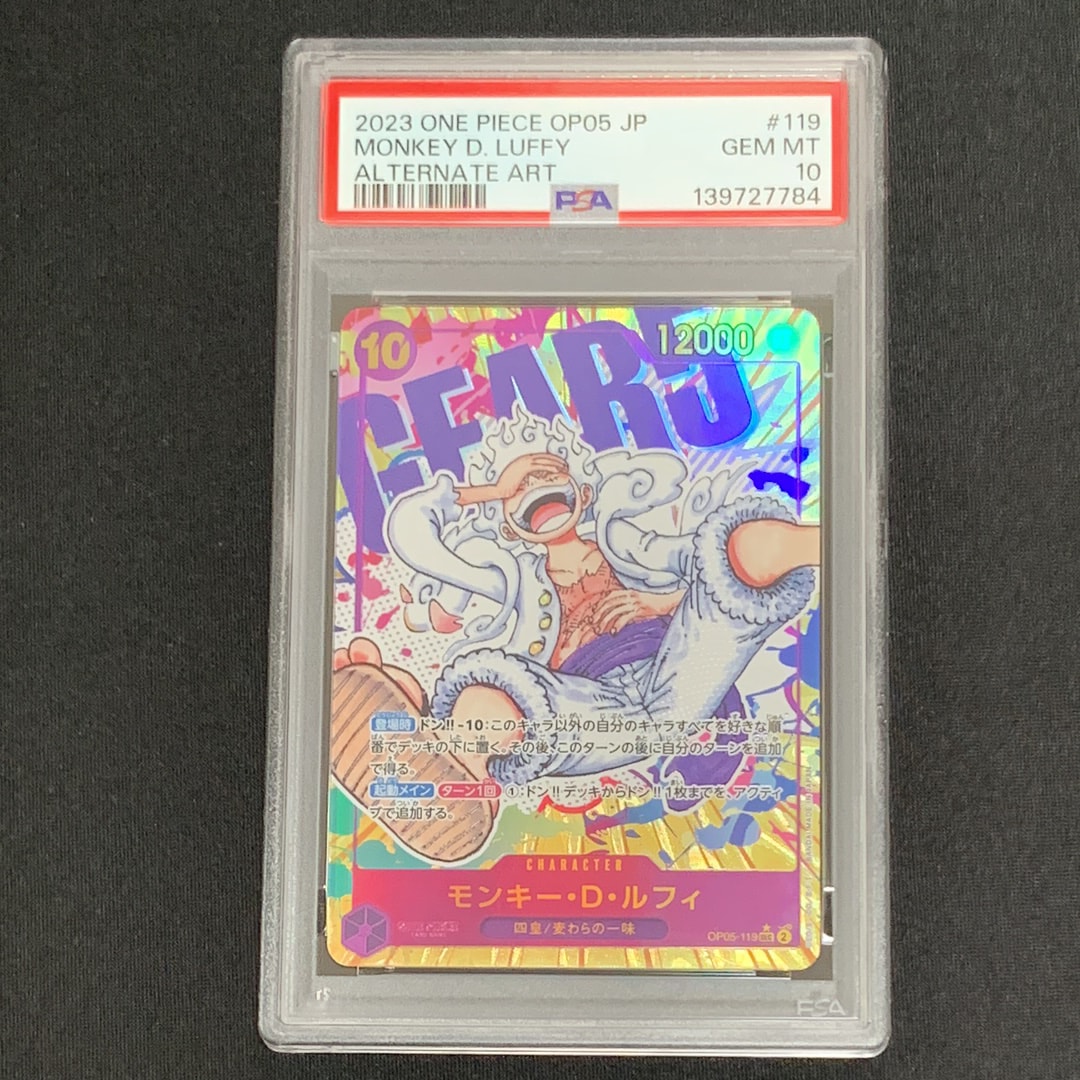 2023 ONE PIECE OP05 JP #119
MONKEY D. LUFFY GEM MT
ALTERNATE ART 10
PSA 139727784
10
12000
GEAR5
登場時 ドン!!-10:このキャラ以外の自分のキャラすべてを好きな順
番でデッキの下に置く。その後、このターンの後に自分のターンを追加
で得る。
起動メイン ターン1回 ①:ドン!!デッキからドン!!1枚までを、アクティ
ブで追加する。
CHARACTER
モンキー・D・ルフィ
四皇/麦わらの一味
OP05-119 SEC 2
PSA